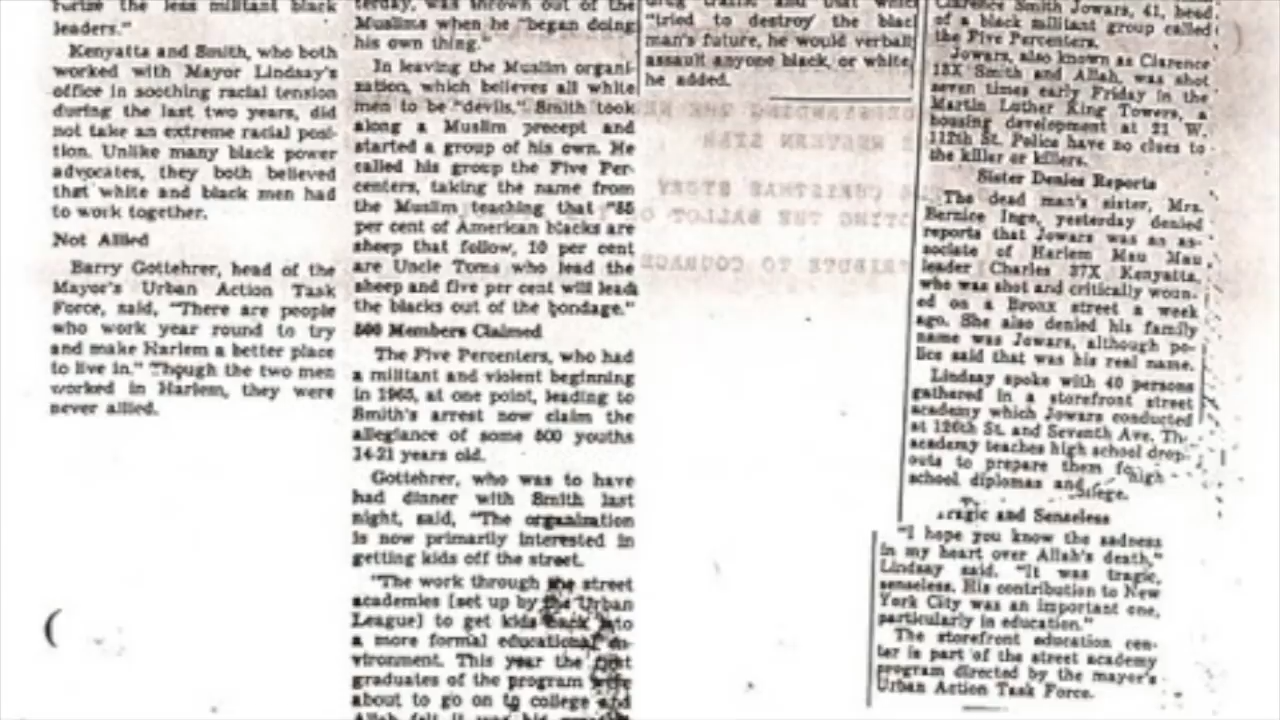 leaders."
Kenyatta and Smith, who both
worked with Mayor Lindsay's
office in soothing racial tension
during the last two years, did
not take an extreme racial posi-
tion. Unlike many black power
advocates, they both believed
that white and black men had
to work together.
Not Allied
Barry Gottehrer, head of the
Mayor's Urban Action Task
Force, said, "There are people
who work year round to try
and make Harlem a better place
to live in." Though the two men
worked in Harlem, they were
never allied.
terday, was thrown out of the
Muslims when he "began doing
his own thing."
In leaving the Muslim organi-
zation, which believes all white
men to be "devils," Smith took
along a Muslim precept and
started a group of his own. He
called his group the Five Per-
centers, taking the name from
the Muslim teaching that "85
per cent of American blacks are
sheep that follow, 10 per cent
are Uncle Toms who lead the
sheep and five per cent will lead
the blacks out of the bondage."
500 Members Claimed
The Five Percenters, who had
a militant and violent beginning
in 1965, at one point, leading to
Smith's arrest now claim the
allegiance of some 500 youths
14-21 years old.
Gottehrer, who was to have
had dinner with Smith last
night, said, "The organization
is now primarily interested in
getting kids off the street.
"The work through the street
academies [set up by the Urban
League] to get kids back into
a more formal educational en-
vironment. This year the first
graduates of the program were
about to go on to college and
Allah felt it was his
drug traffic and that which
"tried to destroy the black
man's future, he would verbally
assault anyone black, or white,
he added.
Clarence Smith Jowars, 41, head
of a black militant group called
the Five Percenters.
Jowars, also known as Clarence
13X Smith and Allah, was shot
seven times early Friday in the
Martin Luther King Towers, a
housing development at 21 W.
112th St. Police have no clues to
the killer or killers.
Sister Denies Reports
The dead man's sister, Mrs.
Bernice Inge, yesterday denied
reports that Jowars was an as-
sociate of Harlem Mau Mau
leader Charles 37X Kenyatta,
who was shot and critically woun-
ed on a Bronx street a week
ago. She also denied his family
name was Jowars, although po-
lice said that was his real name.
Lindsay spoke with 40 persons
gathered in a storefront street
academy which Jowars conducted
at 126th St. and Seventh Ave. Th
academy teaches high school drop-
outs to prepare them for high
school diplomas and
Tragic and Senseless
"I hope you know the sadness
in my heart over Allah's death,"
Lindsay said. "It was tragic,
senseless. His contribution to New
York City was an important one,
particularly in education."
The storefront education cen-
ter is part of the street academy
program directed by the mayor's
Urban Action Task Force.